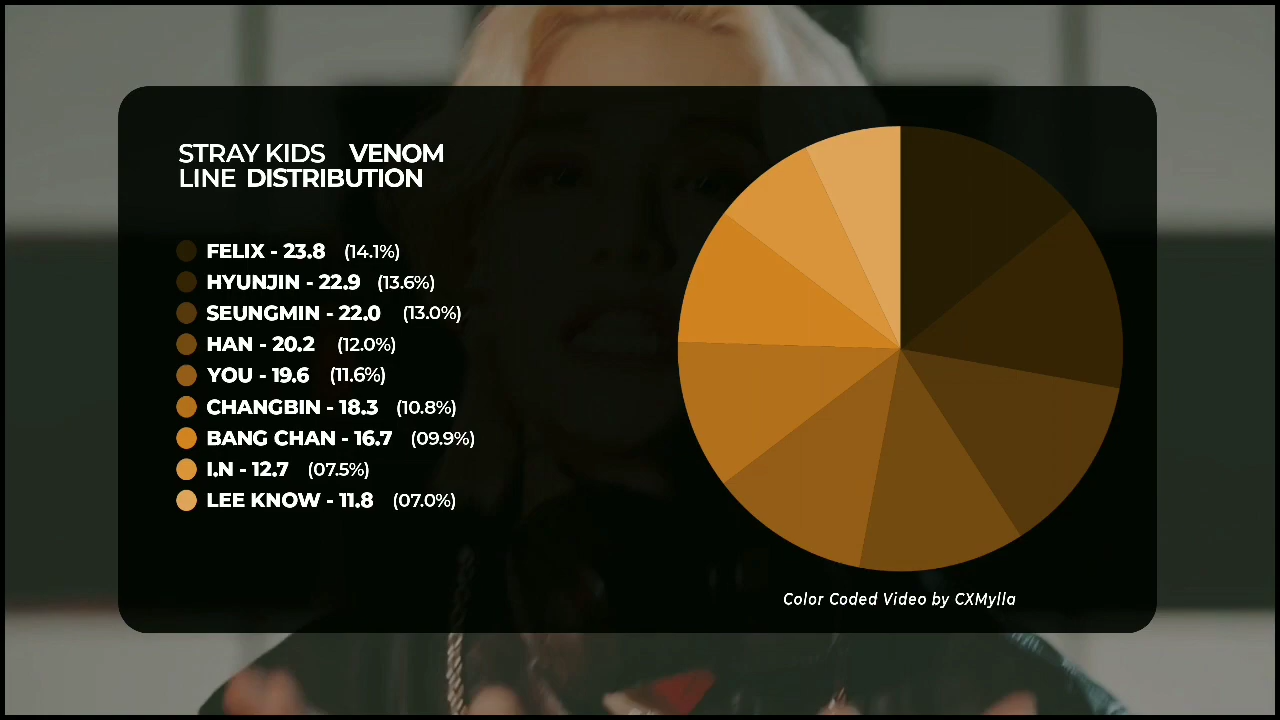 STRAY KIDS VENOM
LINE DISTRIBUTION
FELIX - 23.8 (14.1%)
HYUNJIN - 22.9 (13.6%)
SEUNGMIN - 22.0 (13.0%)
HAN - 20.2 (12.0%)
YOU - 19.6 (11.6%)
CHANGBIN - 18.3 (10.8%)
BANG CHAN - 16.7 (09.9%)
I.N - 12.7 (07.5%)
LEE KNOW - 11.8 (07.0%)
Color Coded Video by CXMylla